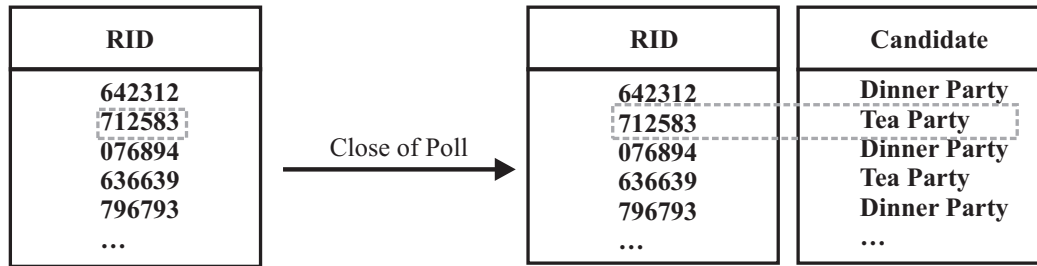 RID
642312
712583
076894
636639
796793
...
Close of Poll
RID Candidate
642312 Dinner Party
712583 Tea Party
076894 Dinner Party
636639 Tea Party
796793 Dinner Party
... ...